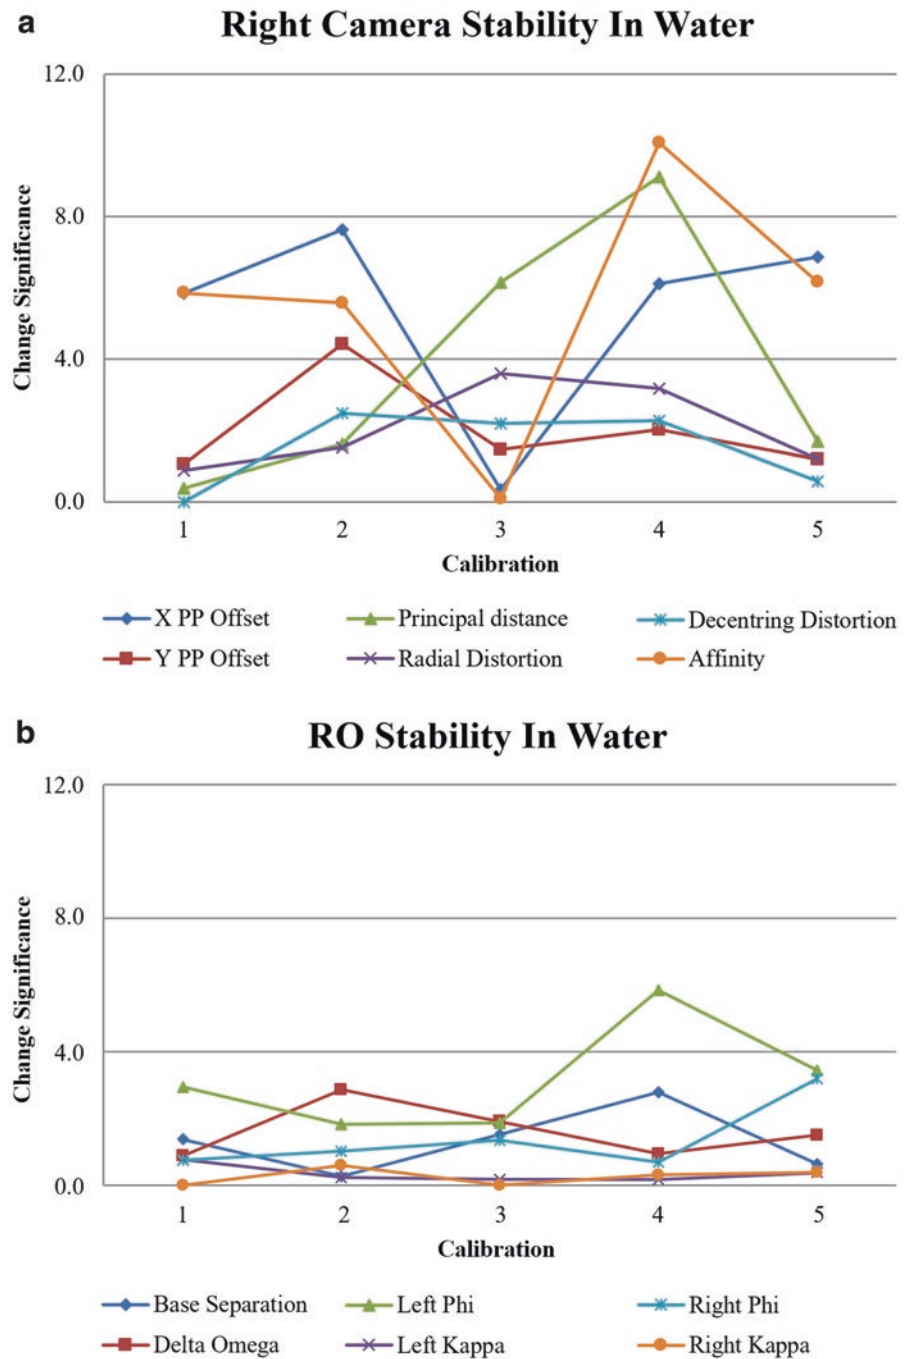 a
Right Camera Stability In Water
12.0
8.0
4.0
0.0
Change Significance
1 2 3 4 5
Calibration
X PP Offset Principal distance Decentring Distortion
Y PP Offset Radial Distortion Affinity
b
RO Stability In Water
12.0
8.0
4.0
0.0
Change Significance
1 2 3 4 5
Calibration
Base Separation Left Phi Right Phi
Delta Omega Left Kappa Right Kappa